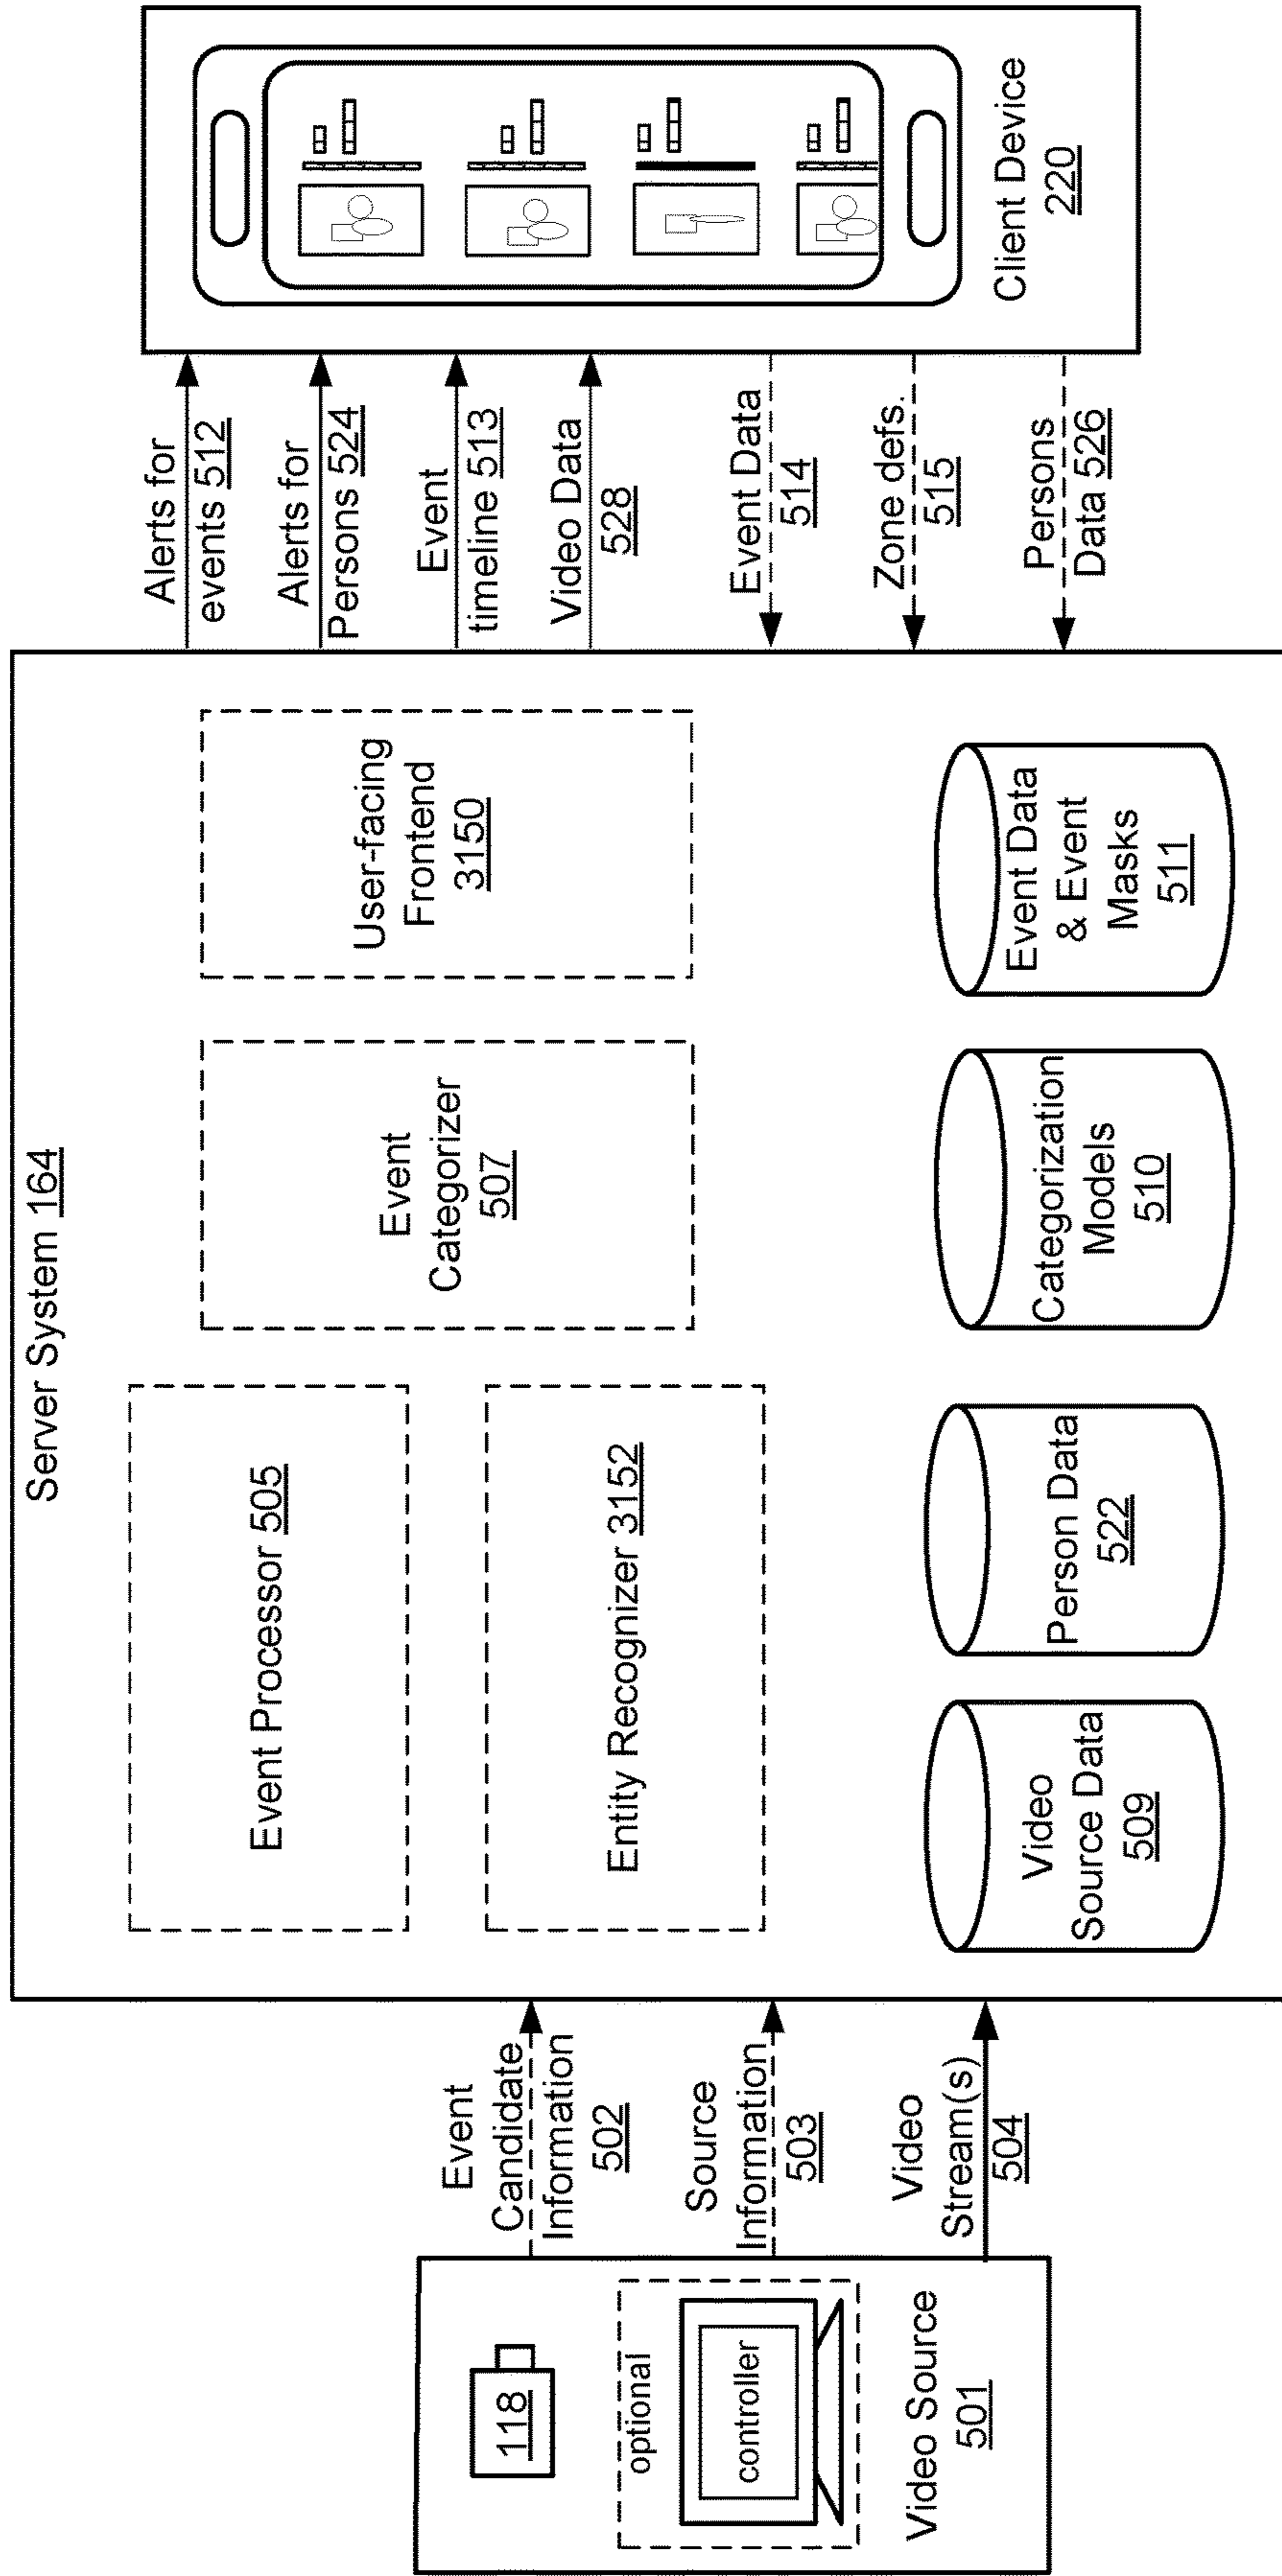 Server System 164
Event
Candidate
Information
502
Source
Information
503
Video
Stream(s)
504
118
optional
controller
Video Source
501
Event Processor 505
Entity Recognizer 3152
Event
Categorizer
507
User-facing
Frontend
3150
Video
Source Data
509
Person Data
522
Categorization
Models
510
Event Data
& Event
Masks
511
Alerts for
events 512
Alerts for
Persons 524
Event
timeline 513
Video Data
528
Event Data
514
Zone defs.
515
Persons
Data 526
Client Device
220